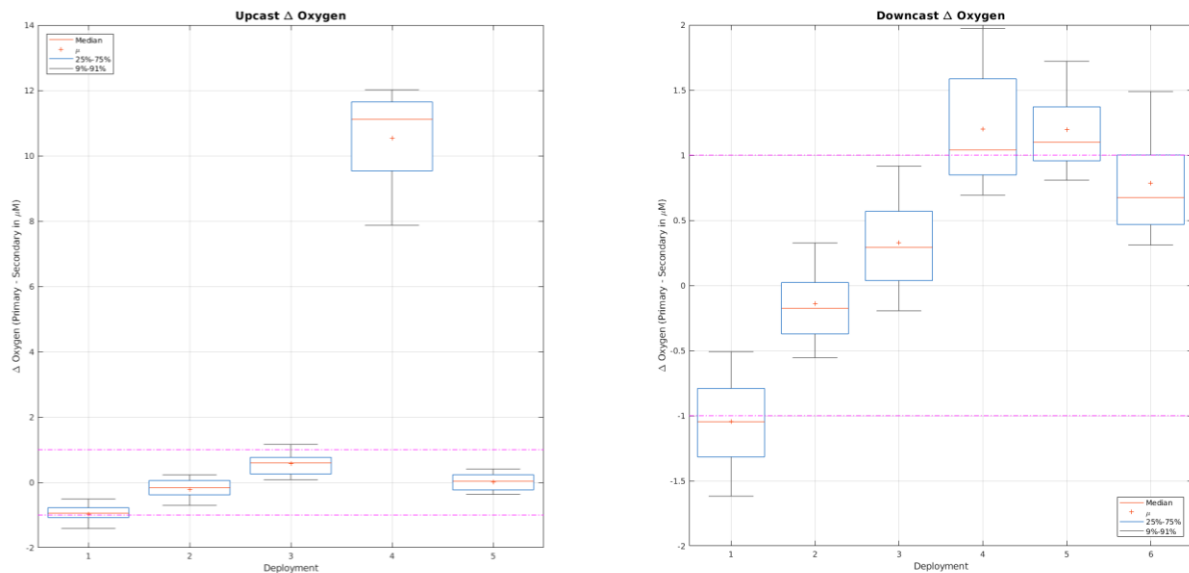 Upcast Δ Oxygen
Median
μ
25%-75%
9%-91%
Δ Oxygen (Primary - Secondary in μM)
14
12
10
8
6
4
2
0
-2
1 2 3 4 5
Deployment
Downcast Δ Oxygen
Δ Oxygen (Primary - Secondary in μM)
2
1.5
1
0.5
0
-0.5
-1
-1.5
-2
Median
μ
25%-75%
9%-91%
1 2 3 4 5 6
Deployment